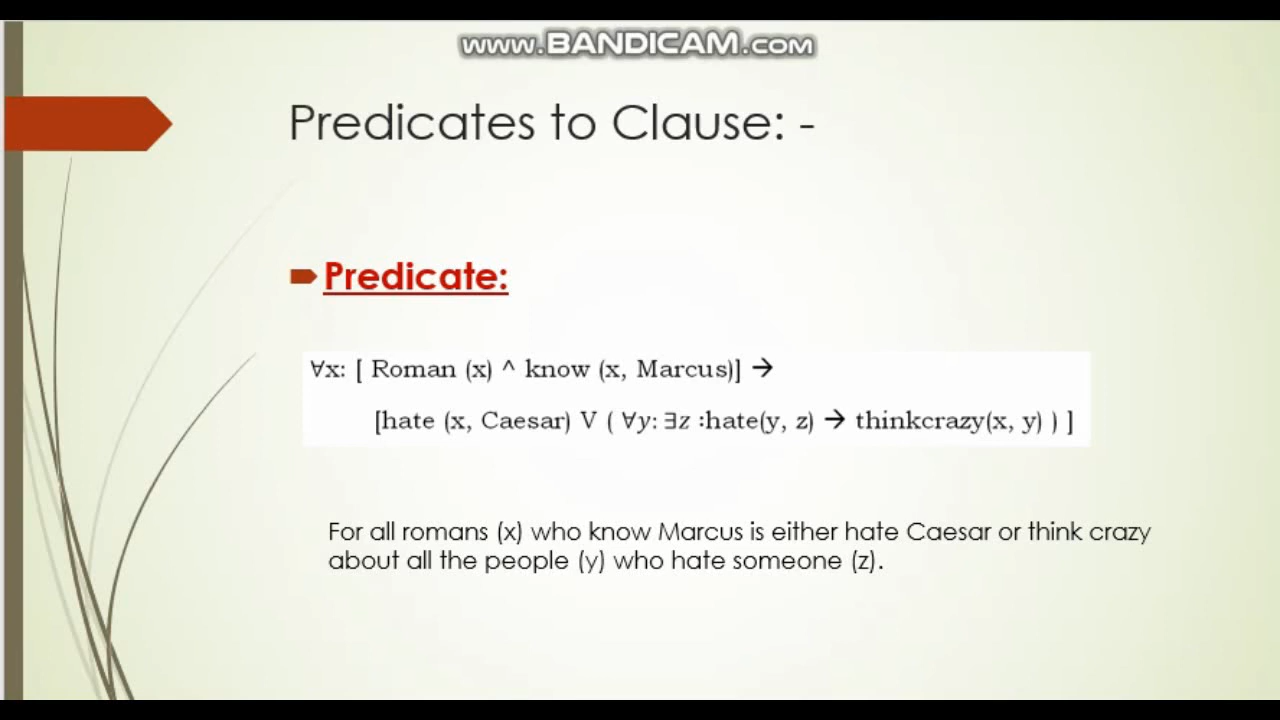 www.BANDICAM.com
Predicates to Clause: -
Predicate:
∀x: [ Roman (x) ^ know (x, Marcus)] →
[hate (x, Caesar) V ( ∀y: ∃z :hate(y, z) → thinkcrazy(x, y) ) ]
For all romans (x) who know Marcus is either hate Caesar or think crazy
about all the people (y) who hate someone (z).